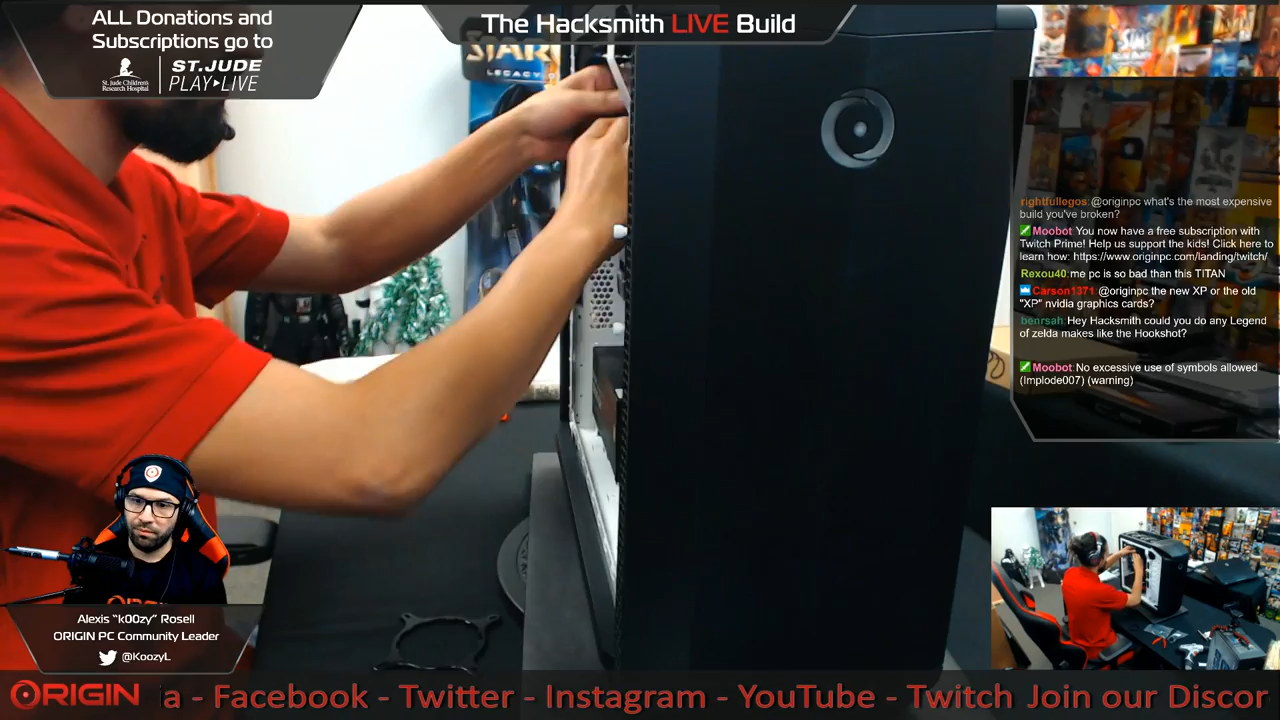 ALL Donations and
Subscriptions go to
St. Jude Children's
Research Hospital
ST. JUDE
PLAY LIVE
The Hacksmith LIVE Build
STAR
LEGACY
rightfullegos: @originpc what's the most expensive
build you've broken?
Moobot: You now have a free subscription with
Twitch Prime! Help us support the kids! Click here to
learn how: https://www.originpc.com/landing/twitch/
Rexou40: me pc is so bad than this TITAN
Carson1371: @originpc the new XP or the old
"XP" nvidia graphics cards?
benrsah: Hey Hacksmith could you do any Legend
of zelda makes like the Hookshot?
Moobot: No excessive use of symbols allowed
(Implode007) (warning)
Alexis "k00zy" Rosell
ORIGIN PC Community Leader
@KoozyL
ORIGIN
a - Facebook - Twitter - Instagram - YouTube - Twitch Join our Discor